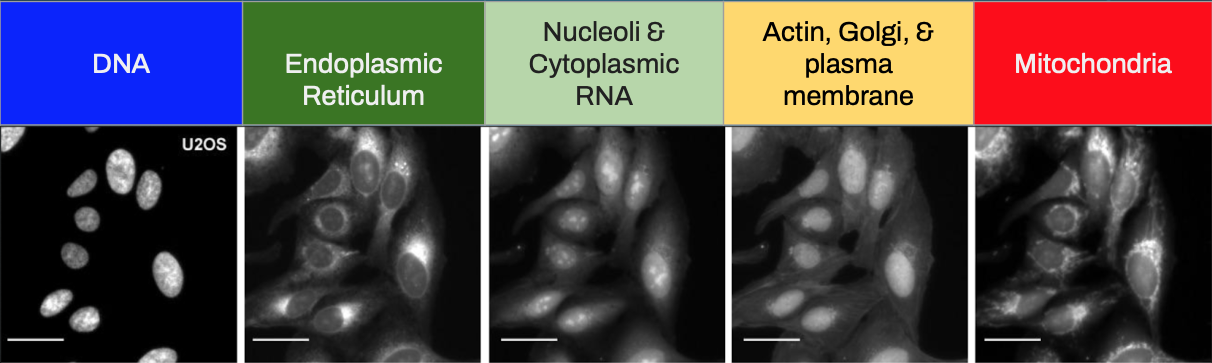 DNA
Endoplasmic
Reticulum
Nucleoli &
Cytoplasmic
RNA
Actin, Golgi, &
plasma
membrane
Mitochondria
U2OS